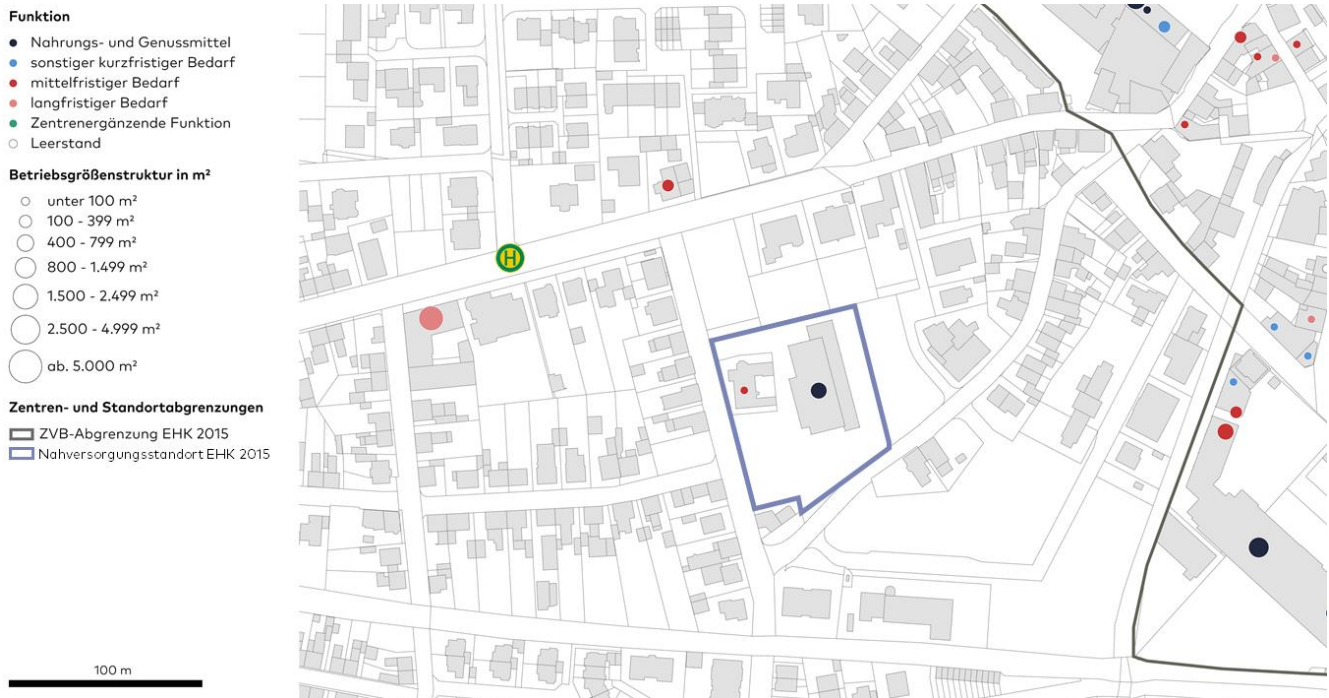 Funktion
Nahrungs- und Genussmittel
sonstiger kurzfristiger Bedarf
mittelfristiger Bedarf
langfristiger Bedarf
Zentrenergänzende Funktion
Leerstand
Betriebsgrößenstruktur in m²
unter 100 m²
100 - 399 m²
400 - 799 m²
800 - 1.499 m²
1.500 - 2.499 m²
2.500 - 4.999 m²
ab. 5.000 m²
Zentren- und Standortabgrenzungen
ZVB-Abgrenzung EHK 2015
Nahversorgungsstandort EHK 2015
100 m
H